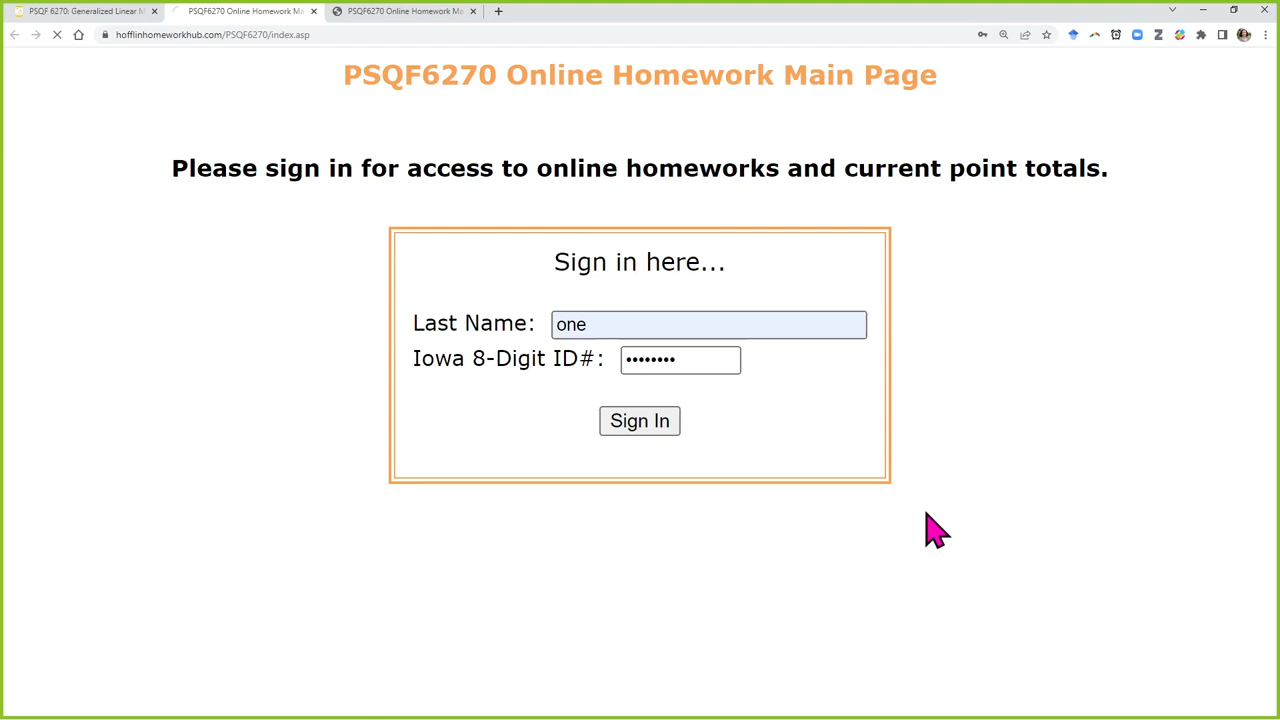 PSQF 6270: Generalized Linear M
PSQF6270 Online Homework Ma
PSQF6270 Online Homework Ma
hofflinhomeworkhub.com/PSQF6270/index.asp
PSQF6270 Online Homework Main Page
Please sign in for access to online homeworks and current point totals.
Sign in here...
Last Name: one
Iowa 8-Digit ID#: ••••••••
Sign In